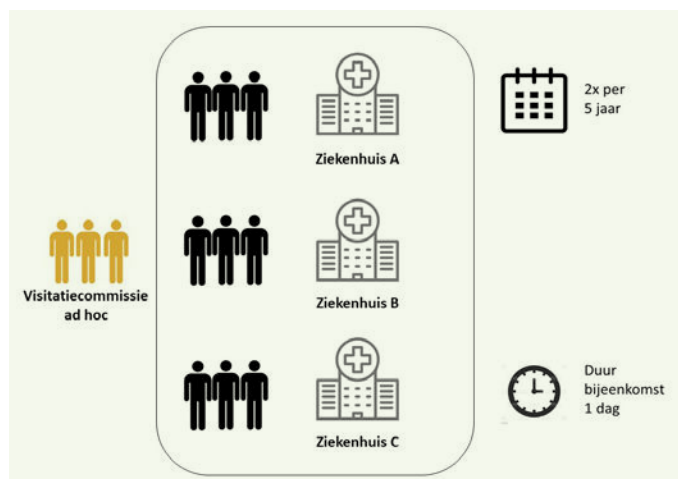 Ziekenhuis A
2x per
5 jaar
Visitatiecommissie
ad hoc
Ziekenhuis B
Ziekenhuis C
Duur
bijeenkomst
1 dag